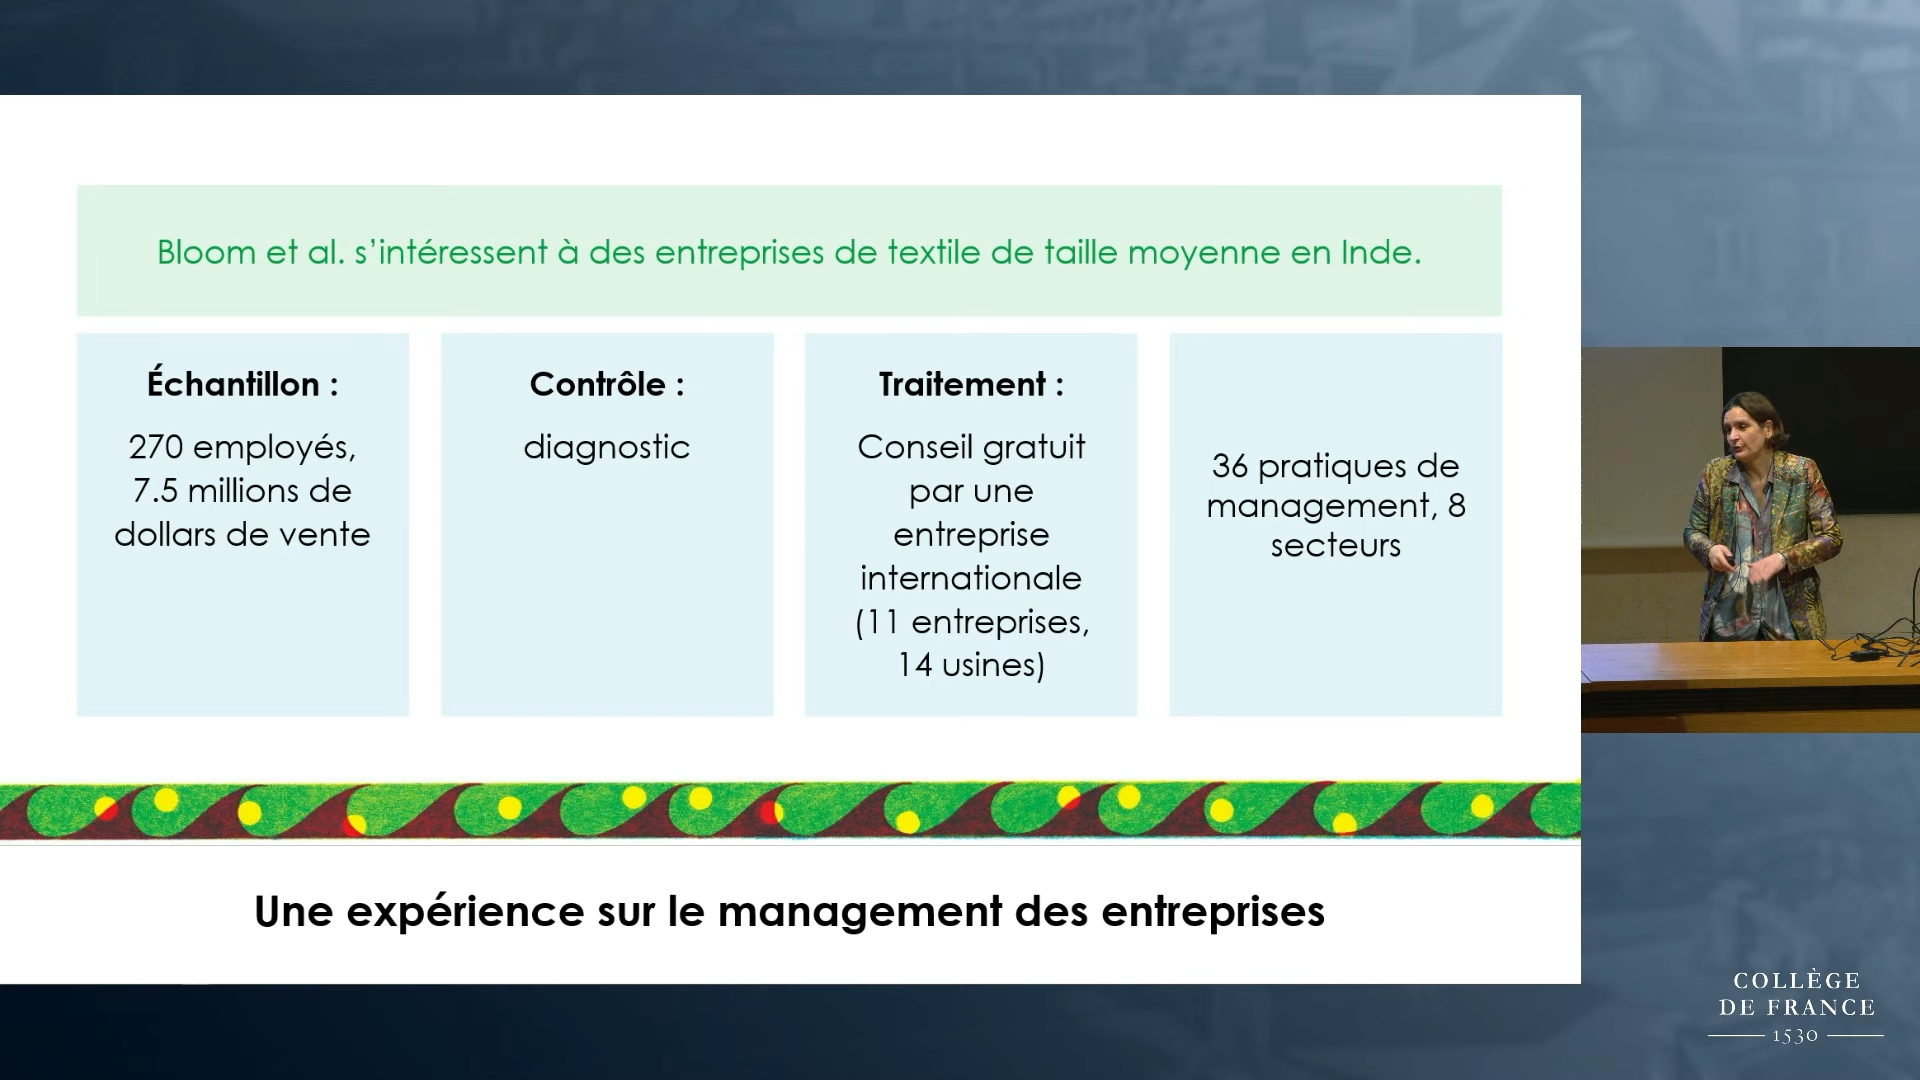 Bloom et al. s’intéressent à des entreprises de textile de taille moyenne en Inde.
Échantillon :
270 employés,
7.5 millions de
dollars de vente
Contrôle :
diagnostic
Traitement :
Conseil gratuit
par une
entreprise
internationale
(11 entreprises,
14 usines)
36 pratiques de
management, 8
secteurs
Une expérience sur le management des entreprises
COLLÈGE
DE FRANCE
1530